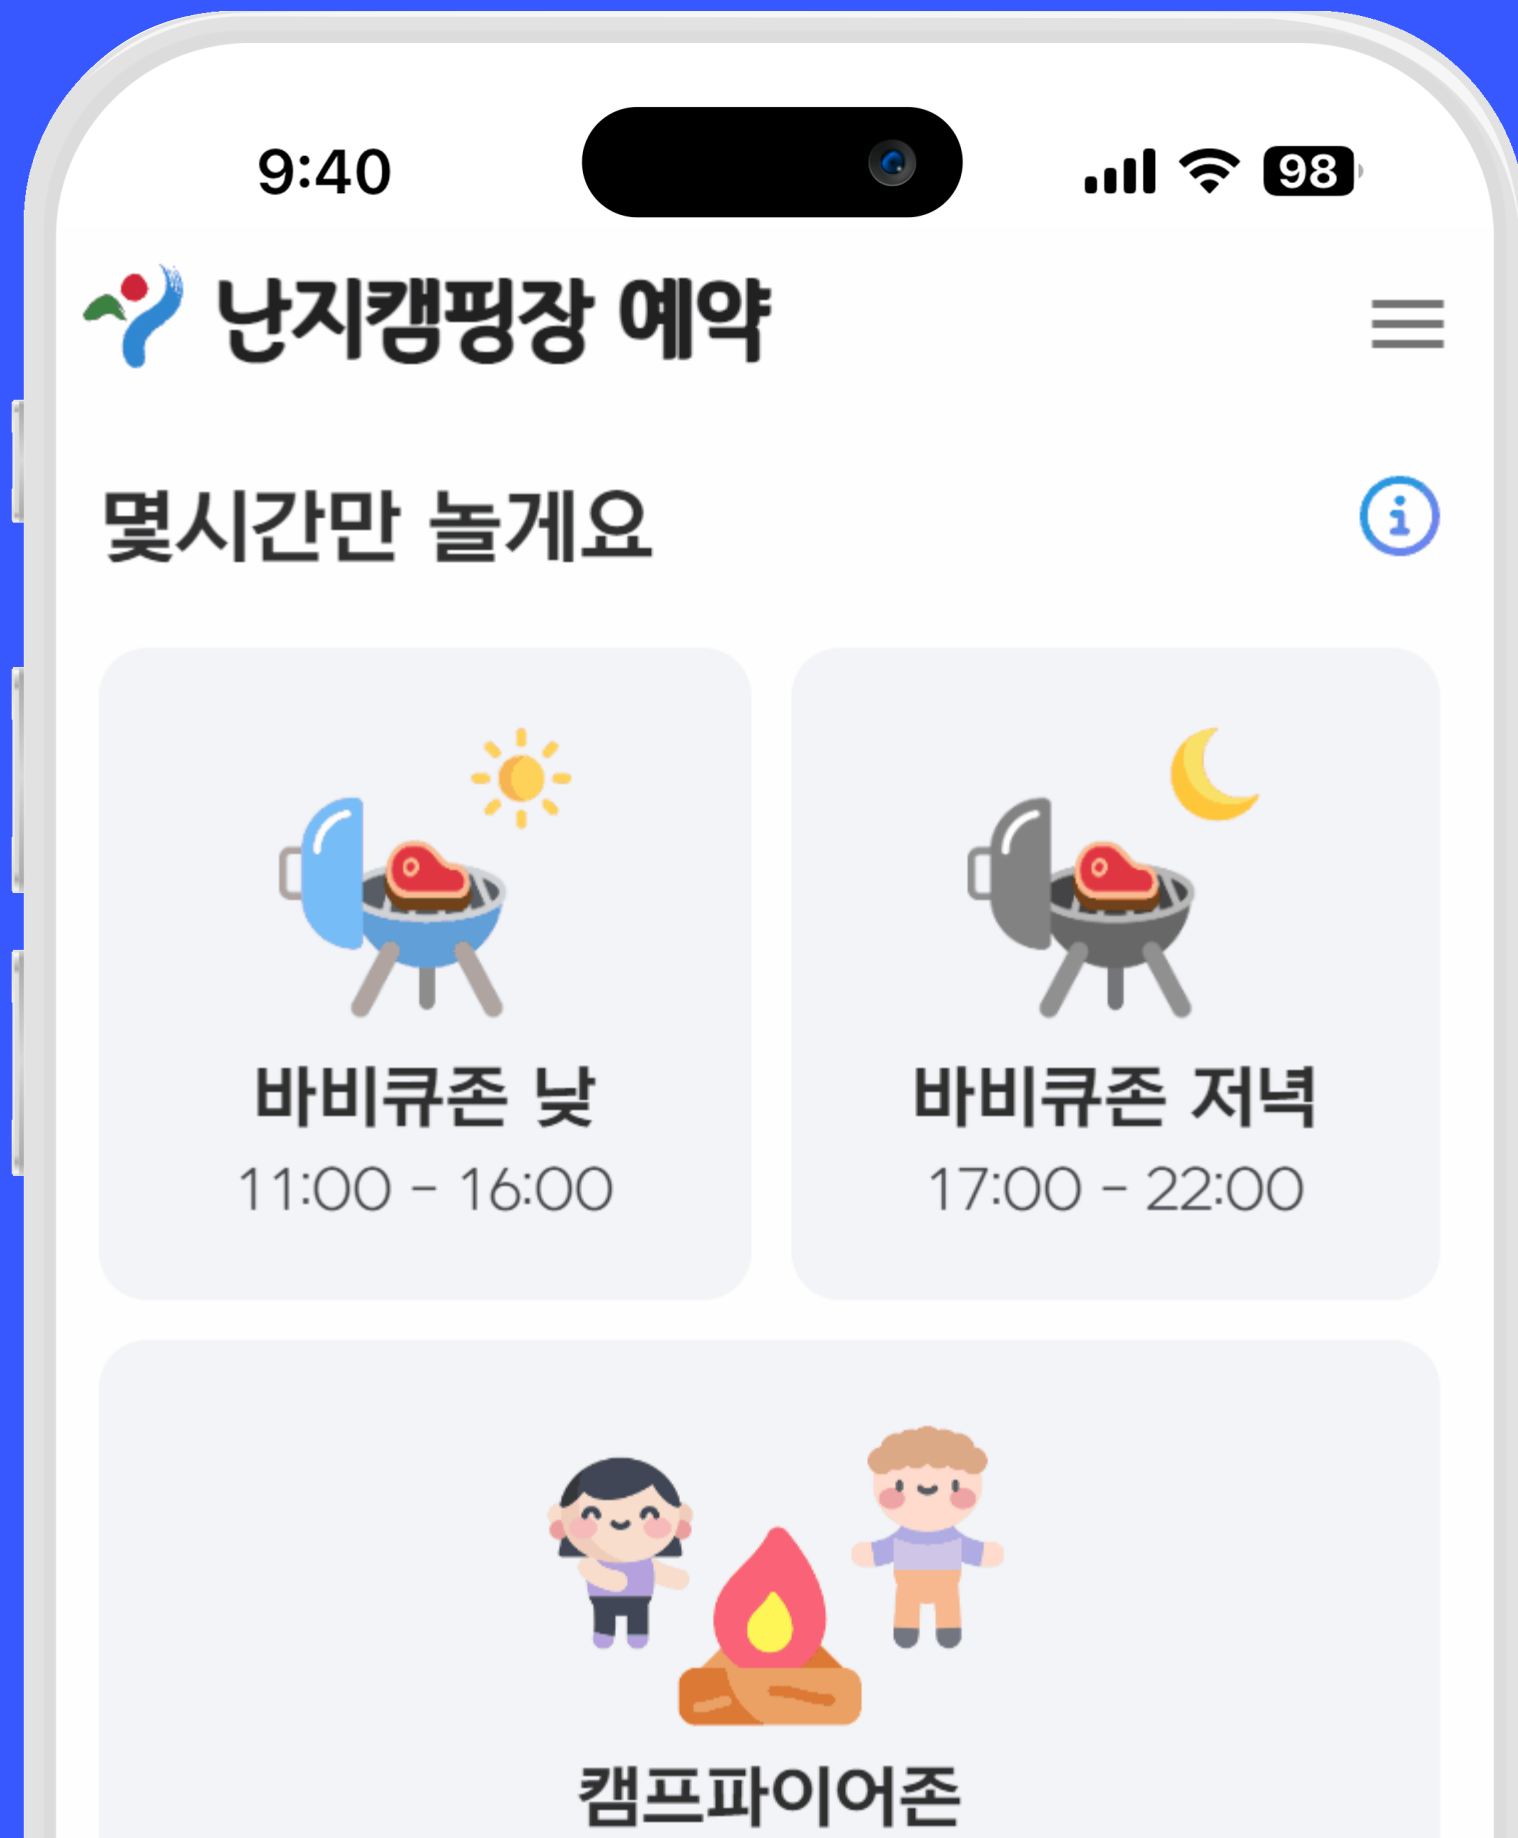 9:40
98
난지캠핑장 예약
몇시간만 놀게요
바비큐존 낮
11:00 - 16:00
바비큐존 저녁
17:00 - 22:00
캠프파이어존